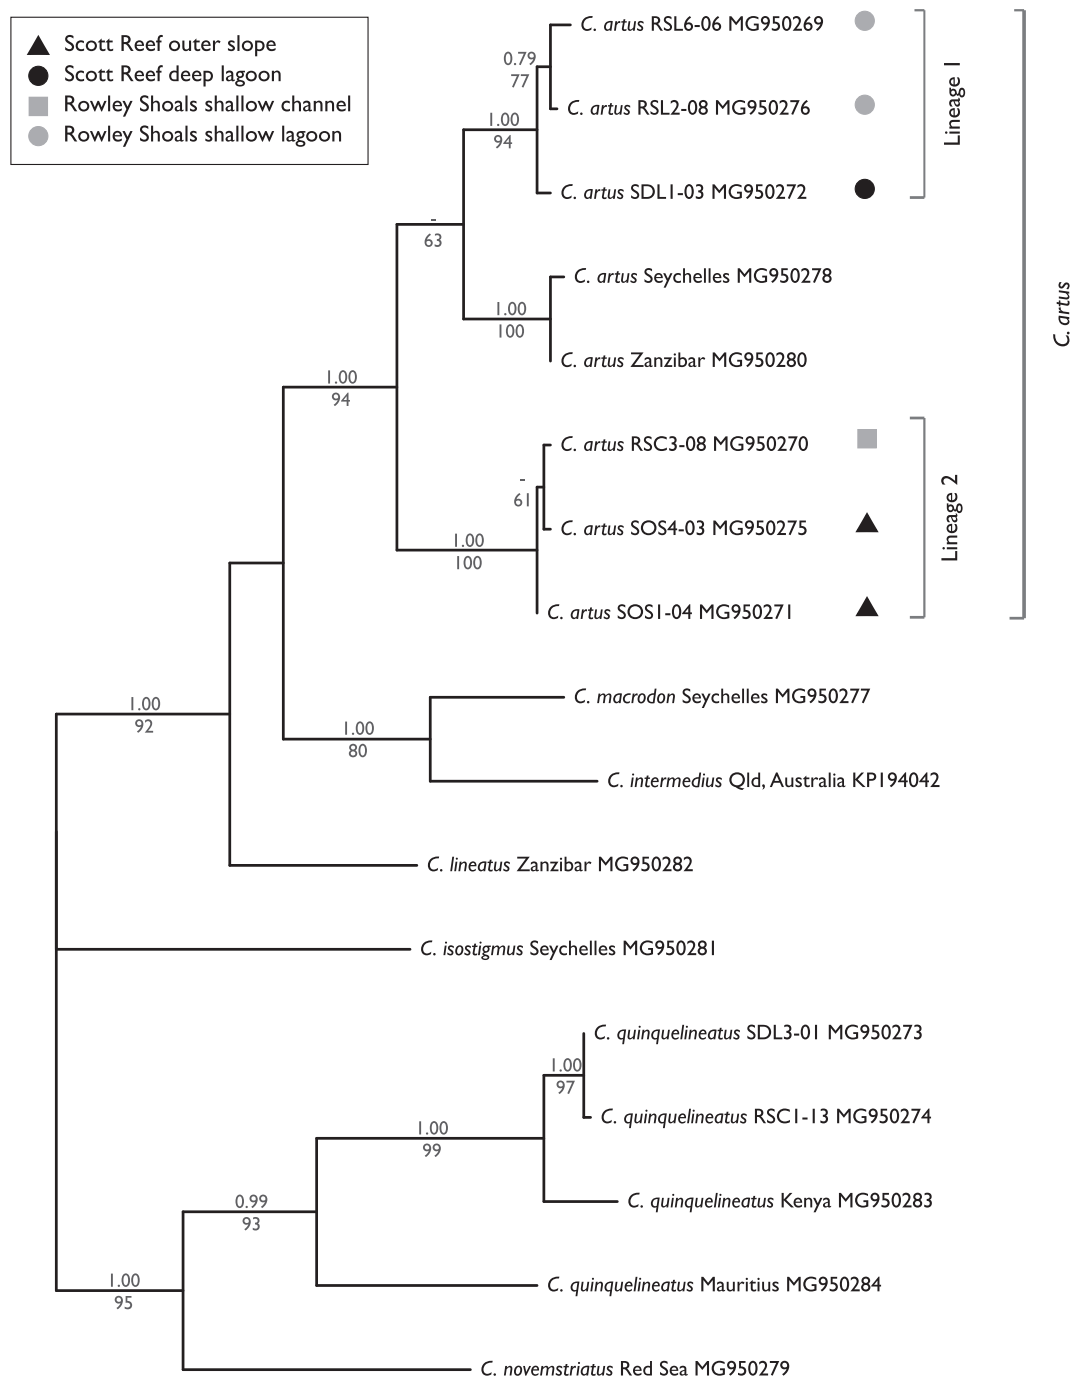 Scott Reef outer slope
Scott Reef deep lagoon
Rowley Shoals shallow channel
Rowley Shoals shallow lagoon
C. artus RSL6-06 MG950269
0.79
77
C. artus RSL2-08 MG950276
Lineage 1
1.00
94
C. artus SDL1-03 MG950272
-
63
C. artus Seychelles MG950278
1.00
100
C. artus
C. artus Zanzibar MG950280
1.00
94
C. artus RSC3-08 MG950270
-
61
C. artus SOS4-03 MG950275
Lineage 2
1.00
100
C. artus SOS1-04 MG950271
C. macrodon Seychelles MG950277
1.00
92
1.00
80
C. intermedius Qld, Australia KP194042
C. lineatus Zanzibar MG950282
C. isostigmus Seychelles MG950281
C. quinquelineatus SDL3-01 MG950273
1.00
97
C. quinquelineatus RSC1-13 MG950274
1.00
99
C. quinquelineatus Kenya MG950283
0.99
93
C. quinquelineatus Mauritius MG950284
1.00
95
C. novemstriatus Red Sea MG950279